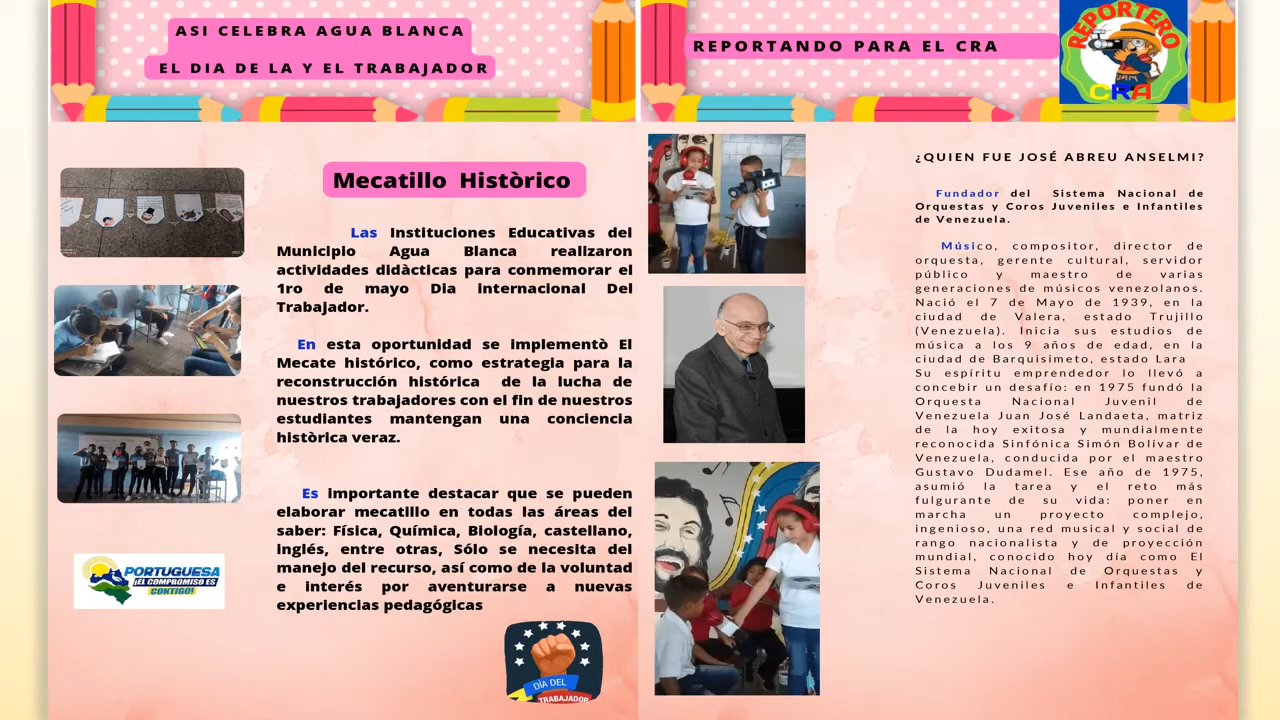 ASI CELEBRA AGUA BLANCA
EL DIA DE LA Y EL TRABAJADOR
Mecatillo Històrico
Las Instituciones Educativas del
Municipio Agua Blanca realizaron
actividades didàcticas para conmemorar el
1ro de mayo Dia Internacional Del
Trabajador.
En esta oportunidad se implementò El
Mecate histórico, como estrategia para la
reconstrucción histórica de la lucha de
nuestros trabajadores con el fin de nuestros
estudiantes mantengan una conciencia
històrica veraz.
Es importante destacar que se pueden
elaborar mecatillo en todas las áreas del
saber: Física, Química, Biología, castellano,
inglés, entre otras, Sólo se necesita del
manejo del recurso, así como de la voluntad
e interés por aventurarse a nuevas
experiencias pedagógicas
PORTUGUESA
¡EL COMPROMISO ES
CONTIGO!
DÍA DEL
TRABAJADOR
REPORTANDO PARA EL CRA
REPORTERO
CRA
¿QUIEN FUE JOSÉ ABREU ANSELMI?
Fundador del Sistema Nacional de
Orquestas y Coros Juveniles e Infantiles
de Venezuela.
Músico, compositor, director de
orquesta, gerente cultural, servidor
público y maestro de varias
generaciones de músicos venezolanos.
Nació el 7 de Mayo de 1939, en la
ciudad de Valera, estado Trujillo
(Venezuela). Inicia sus estudios de
música a los 9 años de edad, en la
ciudad de Barquisimeto, estado Lara
Su espíritu emprendedor lo llevó a
concebir un desafío: en 1975 fundó la
Orquesta Nacional Juvenil de
Venezuela Juan José Landaeta, matriz
de la hoy exitosa y mundialmente
reconocida Sinfónica Simón Bolívar de
Venezuela, conducida por el maestro
Gustavo Dudamel. Ese año de 1975,
asumió la tarea y el reto más
fulgurante de su vida: poner en
marcha un proyecto complejo,
ingenioso, una red musical y social de
rango nacionalista y de proyección
mundial, conocido hoy día como El
Sistema Nacional de Orquestas y
Coros Juveniles e Infantiles de
Venezuela.